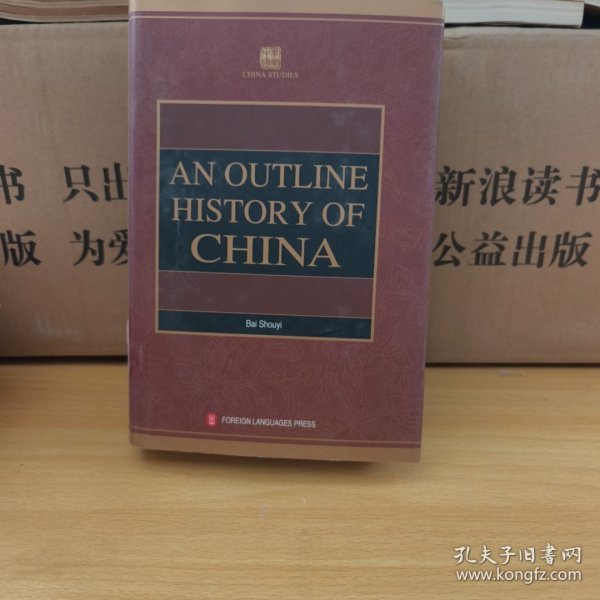 CHINA STUDIES
AN OUTLINE
HISTORY OF
CHINA
Bai Shouyi
FOREIGN LANGUAGES PRESS
书 只出
版 为爱
新浪读书
公益出版
孔夫子旧书网
www.kongfz.com